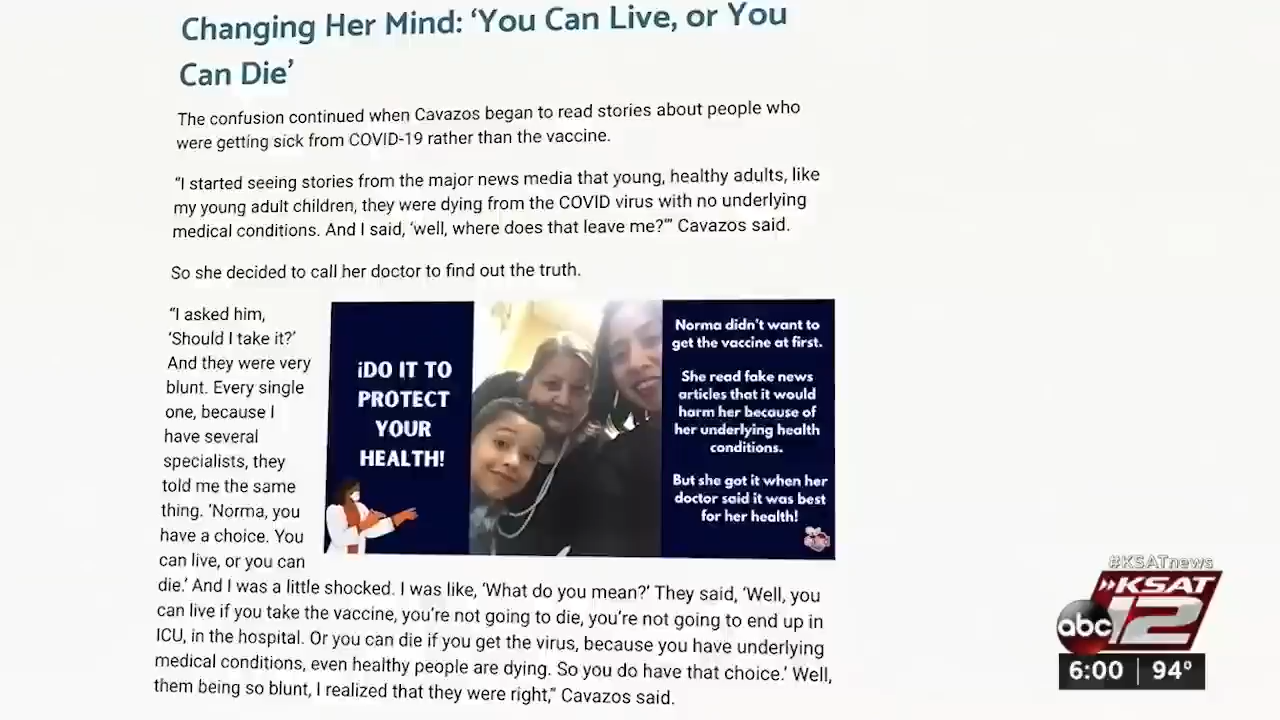 Changing Her Mind: ‘You Can Live, or You
Can Die’
The confusion continued when Cavazos began to read stories about people who
were getting sick from COVID-19 rather than the vaccine.
“I started seeing stories from the major news media that young, healthy adults, like
my young adult children, they were dying from the COVID virus with no underlying
medical conditions. And I said, ‘well, where does that leave me?’” Cavazos said.
So she decided to call her doctor to find out the truth.
“I asked him,
‘Should I take it?’
And they were very
blunt. Every single
one, because I
have several
specialists, they
told me the same
thing. ‘Norma, you
have a choice. You
can live, or you can
die.’ And I was a little shocked. I was like, ‘What do you mean?’ They said, ‘Well, you
can live if you take the vaccine, you’re not going to die, you’re not going to end up in
ICU, in the hospital. Or you can die if you get the virus, because you have underlying
medical conditions, even healthy people are dying. So you do have that choice.’ Well,
them being so blunt, I realized that they were right,” Cavazos said.
¡DO IT TO
PROTECT
YOUR
HEALTH!
Norma didn't want to
get the vaccine at first.
She read fake news
articles that it would
harm her because of
her underlying health
conditions.
But she got it when her
doctor said it was best
for her health!
#KSATnews
KSAT
abc 12
6:00 94°